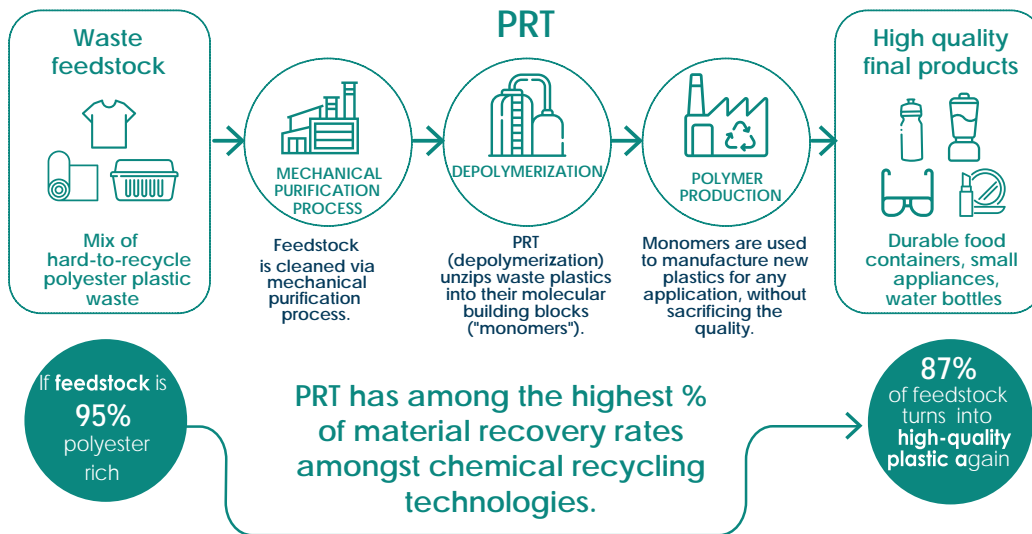 PRT
Waste
feedstock
Mix of
hard-to-recycle
polyester plastic
waste
MECHANICAL
PURIFICATION
PROCESS
Feedstock
is cleaned via
mechanical
purification
process.
DEPOLYMERIZATION
PRT
(depolymerization)
unzips waste plastics
into their molecular
building blocks
("monomers").
POLYMER
PRODUCTION
Monomers are used
to manufacture new
plastics for any
application, without
sacrificing the
quality.
High quality
final products
Durable food
containers, small
appliances,
water bottles
If feedstock is
95%
polyester
rich
PRT has among the highest %
of material recovery rates
amongst chemical recycling
technologies.
87%
of feedstock
turns into
high-quality
plastic again